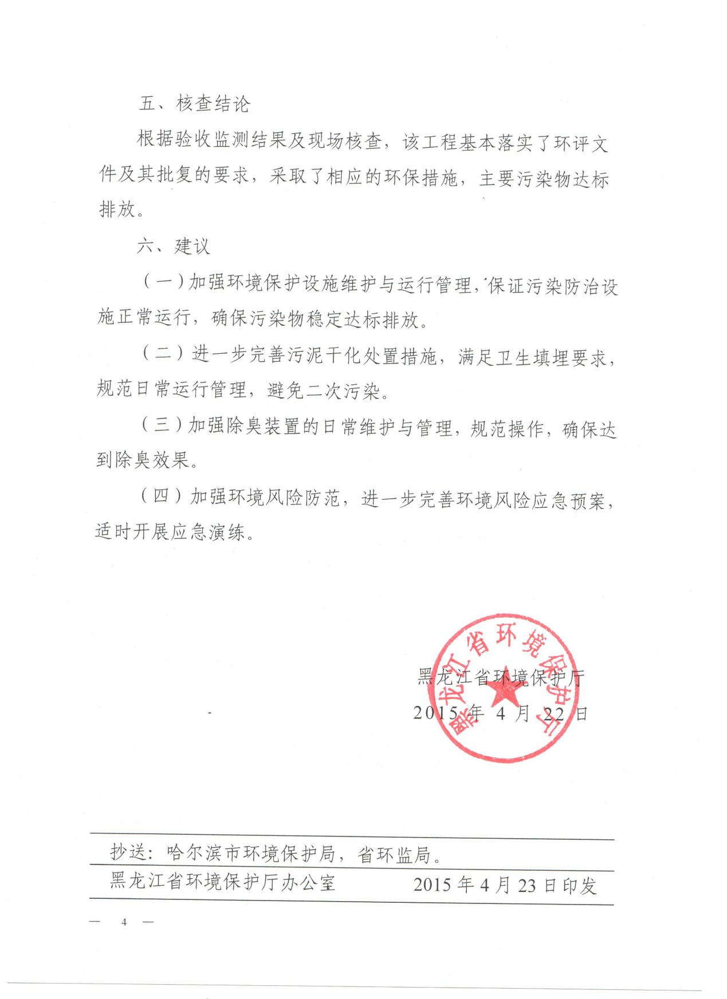 五、核查结论
根据验收监测结果及现场核查，该工程基本落实了环评文
件及其批复的要求，采取了相应的环保措施，主要污染物达标
排放。
六、建议
（一）加强环境保护设施维护与运行管理，保证污染防治设
施正常运行，确保污染物稳定达标排放。
（二）进一步完善污泥干化处置措施，满足卫生填埋要求，
规范日常运行管理，避免二次污染。
（三）加强除臭装置的日常维护与管理，规范操作，确保达
到除臭效果。
（四）加强环境风险防范，进一步完善环境风险应急预案，
适时开展应急演练。
黑龙江省环境保护厅
黑龙江省环境保护厅
2015 年 4 月 22 日
抄送：哈尔滨市环境保护局，省环监局。
黑龙江省环境保护厅办公室 2015 年 4 月 23 日印发
— 4 —